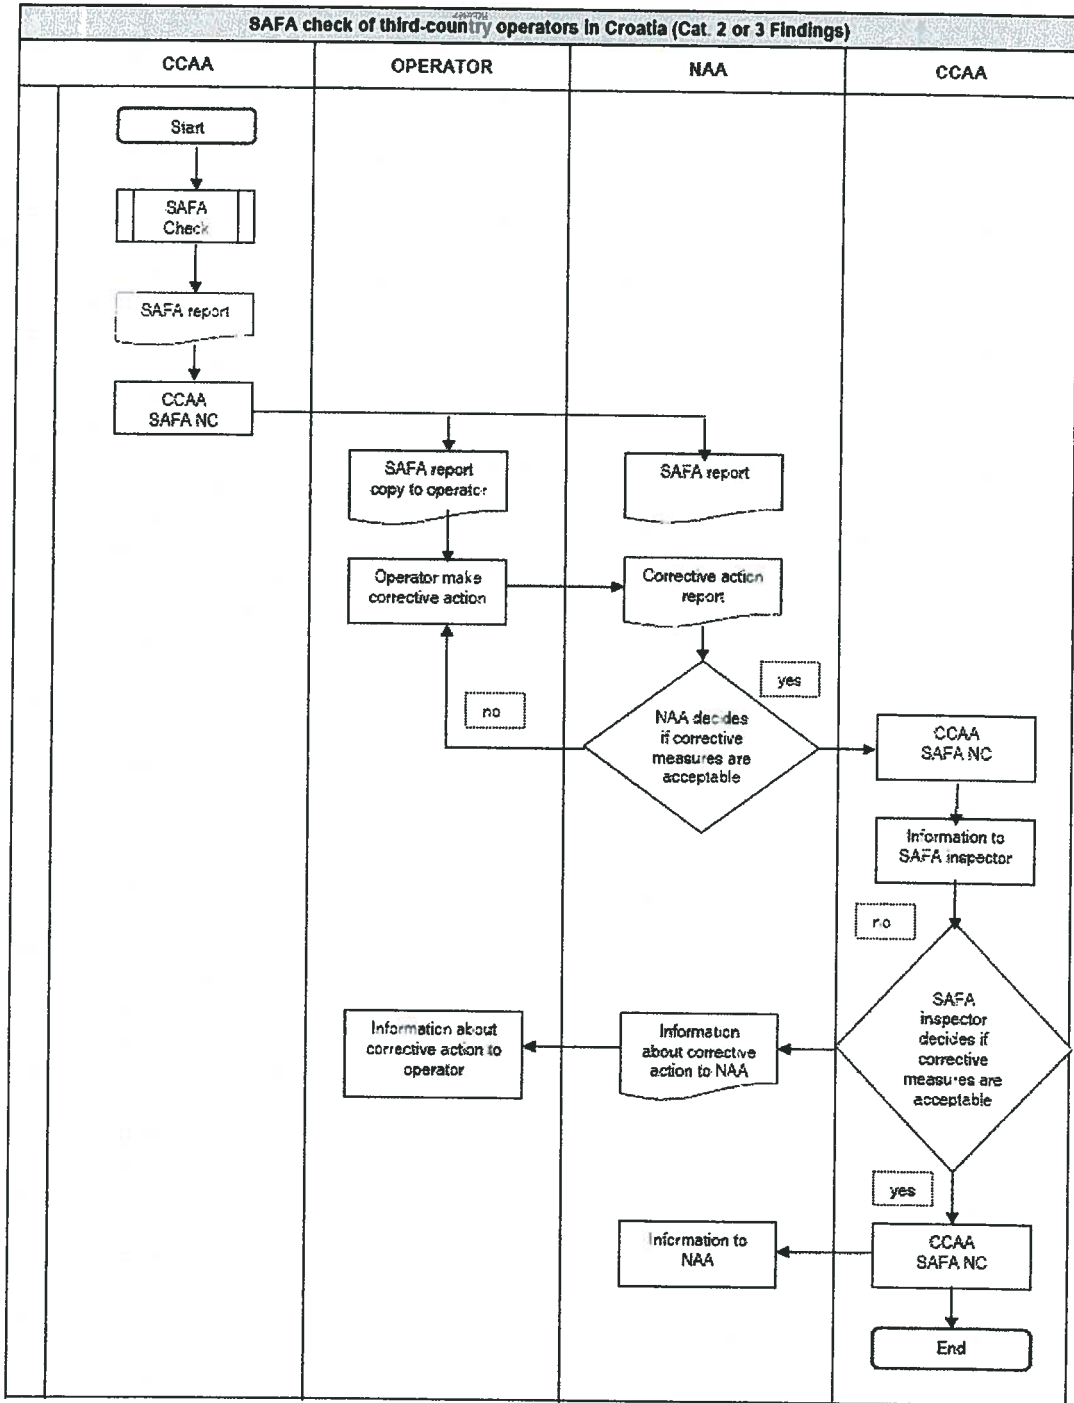 SAFA check of third-country operators in Croatia (Cat. 2 or 3 Findings)
CCAA
OPERATOR
NAA
CCAA
Start
SAFA
Check
SAFA report
CCAA
SAFA NC
SAFA report
copy to operator
SAFA report
Operator make
corrective action
Corrective action
report
yes
no
NAA decides
if corrective
measures are
acceptable
CCAA
SAFA NC
Information to
SAFA inspector
no
SAFA
inspector
decides if
corrective
measures are
acceptable
Information about
corrective action to
operator
Information
about corrective
action to NAA
yes
Information to
NAA
CCAA
SAFA NC
End